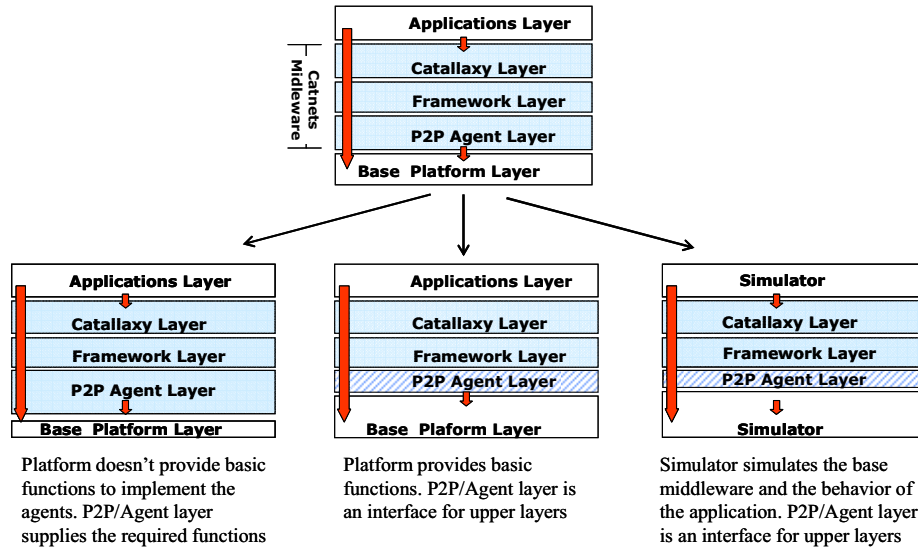 Applications Layer
Catnets
Midleware
Catallaxy Layer
Framework Layer
P2P Agent Layer
Base Platform Layer
Applications Layer
Catallaxy Layer
Framework Layer
P2P Agent Layer
Base Platform Layer
Platform doesn't provide basic
functions to implement the
agents. P2P/Agent layer
supplies the required functions
Applications Layer
Catallaxy Layer
Framework Layer
P2P Agent Layer
Base Plaform Layer
Platform provides basic
functions. P2P/Agent layer is
an interface for upper layers
Simulator
Catallaxy Layer
Framework Layer
P2P Agent Layer
Simulator
Simulator simulates the base
middleware and the behavior of
the application. P2P/Agent layer
is an interface for upper layers